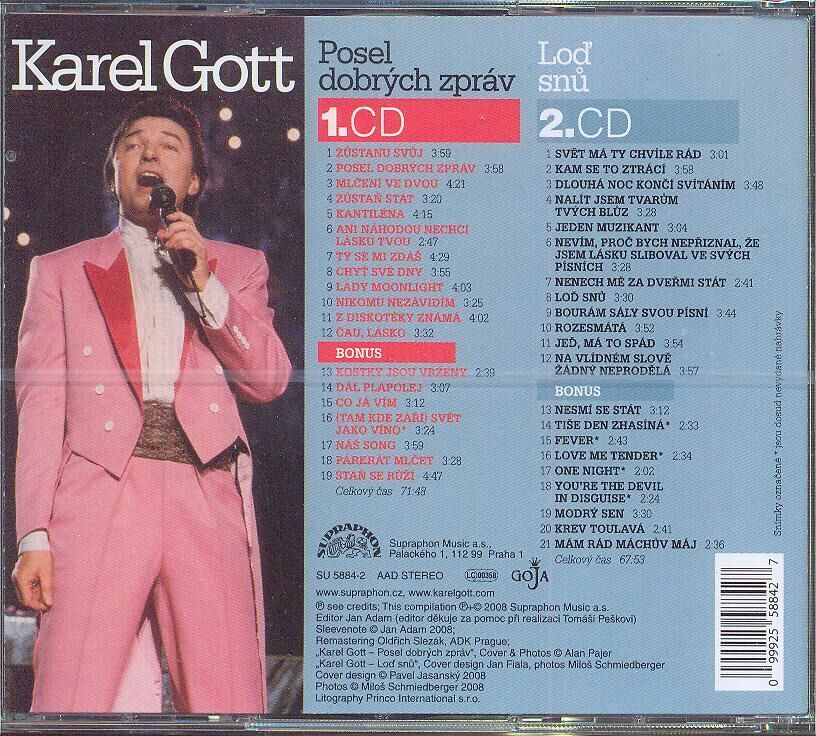 Karel Gott
Posel
dobrých zpráv
1.CD
1 ZŮSTANU SVŮJ 3:59
2 POSEL DOBRÝCH ZPRÁV 3:58
3 MLČENÍ VE DVOU 4:21
4 ZŮSTAŇ STÁT 3:20
5 KANTILÉNA 4:15
6 ANI NÁHODOU NECHCI
LÁSKU TVOU 2:47
7 TY SE MI ZDÁŠ 4:29
8 CHYŤ SVÉ DNY 3:55
9 LADY MOONLIGHT 4:03
10 NIKOMU NEZÁVIDÍM 3:25
11 Z DISKOTÉKY ZNÁMÁ 4:02
12 ČAU, LÁSKO 3:32
BONUS
13 KOSTKY JSOU VRŽENY 2:39
14 DÁL PLÁPOLEJ 3:07
15 CO JÁ VÍM 3:12
16 (TAM KDE ZÁŘÍ) SVĚT
JAKO VÍNO* 3:24
17 NÁŠ SONG 3:59
18 PÁRKRÁT MLČET 3:28
19 STAŇ SE RŮŽÍ 4:47
Celkový čas 71:48
Loď
snů
2.CD
1 SVĚT MÁ TY CHVÍLE RÁD 3:01
2 KAM SE TO ZTRÁCÍ 3:58
3 DLOUHÁ NOC KONČÍ SVÍTÁNÍM 3:48
4 NALÍT JSEM TVARŮM
TVÝCH BLŮZ 3:28
5 JEDEN MUZIKANT 3:04
6 NEVÍM, PROČ BYCH NEPŘIZNAL, ŽE
JSEM LÁSKU SLIBOVAL VE SVÝCH
PÍSNÍCH 3:28
7 NENECH MĚ ZA DVEŘMI STÁT 2:41
8 LOĎ SNŮ 3:30
9 BOURÁM SÁLY SVOU PÍSNÍ 3:44
10 ROZESMÁTÁ 3:52
11 JEĎ, MÁ TO SPÁD 3:54
12 NA VLÍDNÉM SLOVĚ
ŽÁDNÝ NEPRODĚLÁ 3:57
BONUS
13 NESMÍ SE STÁT 3:12
14 TIŠE DEN ZHASÍNÁ* 2:33
15 FEVER* 2:43
16 LOVE ME TENDER* 2:34
17 ONE NIGHT* 2:02
18 YOU'RE THE DEVIL
IN DISGUISE* 2:24
19 MODRÝ SEN 3:30
20 KREV TOULAVÁ 2:41
21 MÁM RÁD MÁCHŮV MÁJ 2:36
Celkový čas 67:53
Snímky označené * jsou dosud nevydané nahrávky
SUPRAPHON
Supraphon Music a.s.,
Palackého 1, 112 99 Praha 1
SU 5884-2 AAD STEREO LC 00358 GOJA
www.supraphon.cz, www.karelgott.com
℗ see credits; This compilation ℗+© 2008 Supraphon Music a.s.
Editor Jan Adam (editor děkuje za pomoc při realizaci Tomáši Peškovi)
Sleevenote © Jan Adam 2008;
Remastering Oldřich Slezák, ADK Prague;
„Karel Gott – Posel dobrých zpráv", Cover & Photos © Alan Pajer
„Karel Gott – Loď snů", Cover design Jan Fiala, photos Miloš Schmiedberger
Cover design © Pavel Jasanský 2008
Photos © Miloš Schmiedberger 2008
Litography Princo International s.r.o.
0 99925 58842 7